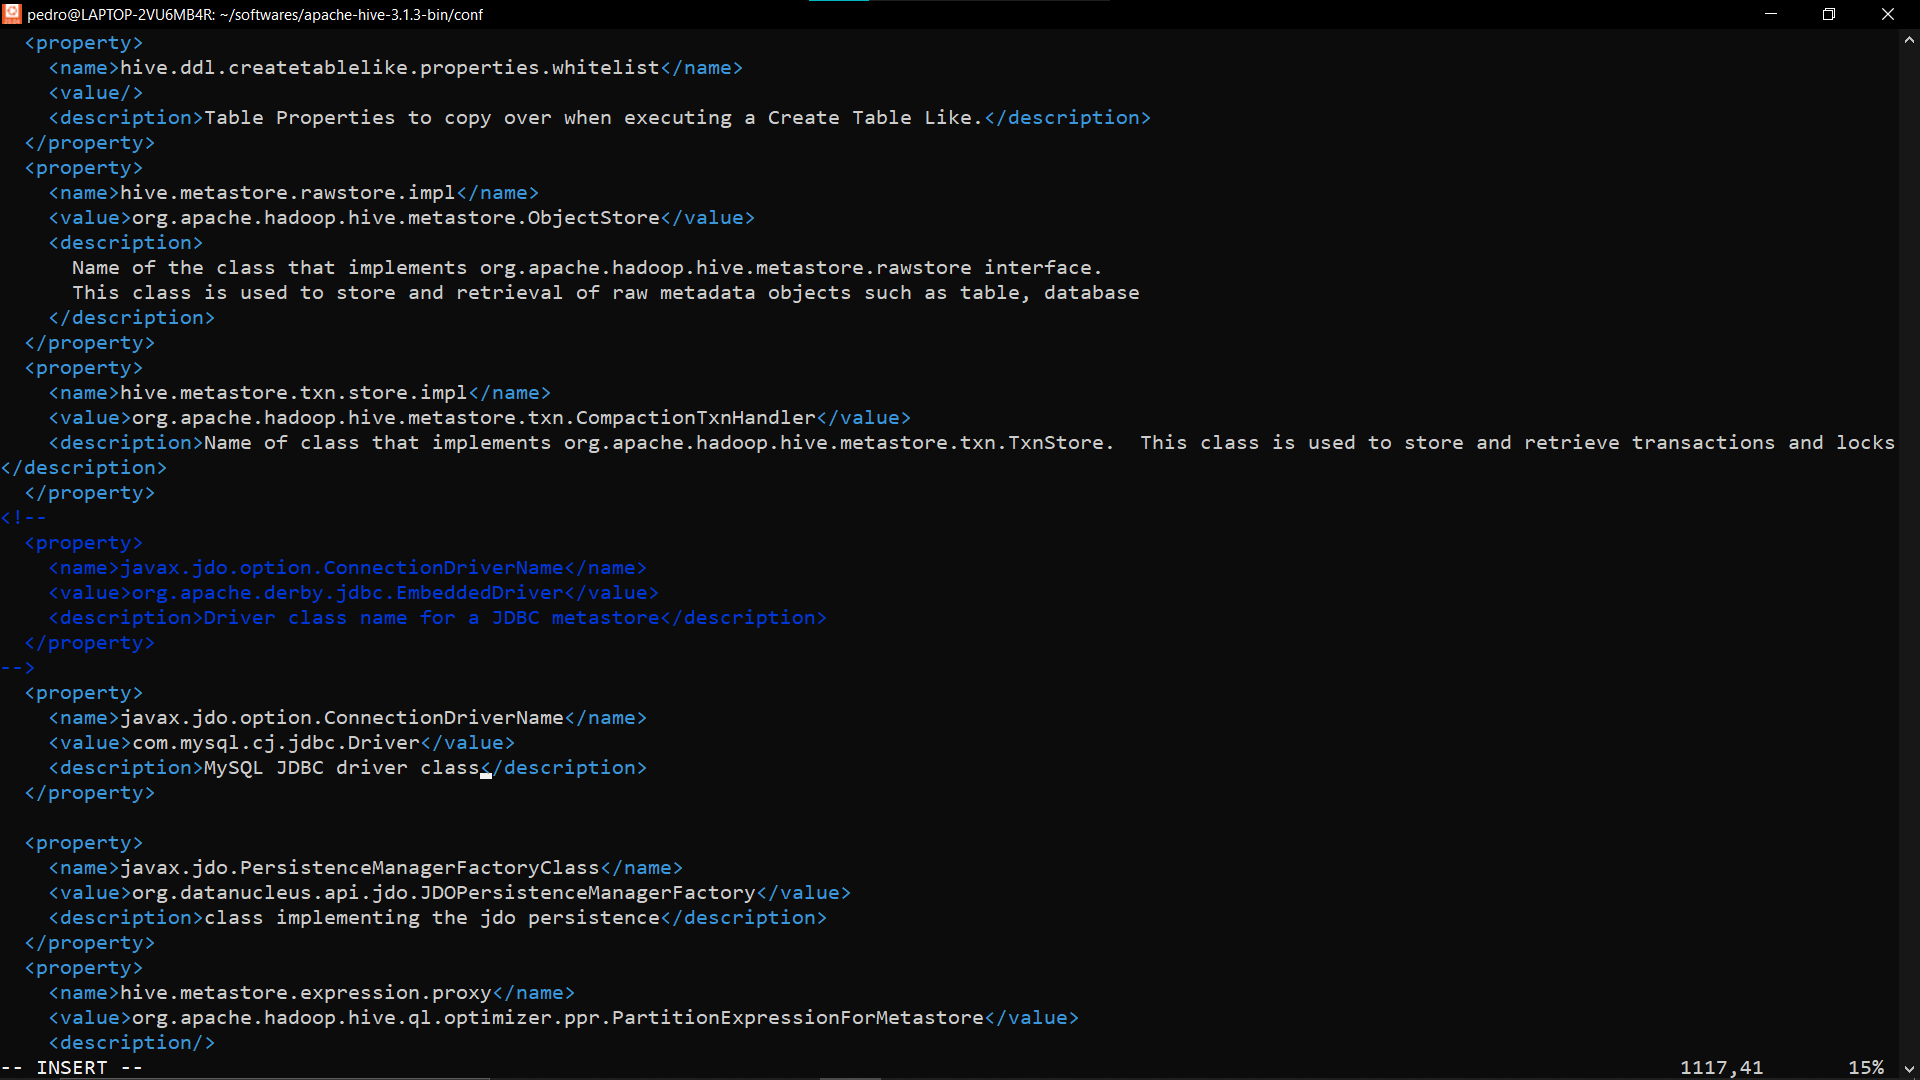 pedro@LAPTOP-2VU6MB4R: ~/softwares/apache-hive-3.1.3-bin/conf
  <property>
    <name>hive.ddl.createtablelike.properties.whitelist</name>
    <value/>
    <description>Table Properties to copy over when executing a Create Table Like.</description>
  </property>
  <property>
    <name>hive.metastore.rawstore.impl</name>
    <value>org.apache.hadoop.hive.metastore.ObjectStore</value>
    <description>
      Name of the class that implements org.apache.hadoop.hive.metastore.rawstore interface.
      This class is used to store and retrieval of raw metadata objects such as table, database
    </description>
  </property>
  <property>
    <name>hive.metastore.txn.store.impl</name>
    <value>org.apache.hadoop.hive.metastore.txn.CompactionTxnHandler</value>
    <description>Name of class that implements org.apache.hadoop.hive.metastore.txn.TxnStore.  This class is used to store and retrieve transactions and locks
</description>
  </property>
<!--
  <property>
    <name>javax.jdo.option.ConnectionDriverName</name>
    <value>org.apache.derby.jdbc.EmbeddedDriver</value>
    <description>Driver class name for a JDBC metastore</description>
  </property>
-->
  <property>
    <name>javax.jdo.option.ConnectionDriverName</name>
    <value>com.mysql.cj.jdbc.Driver</value>
    <description>MySQL JDBC driver class</description>
  </property>

  <property>
    <name>javax.jdo.PersistenceManagerFactoryClass</name>
    <value>org.datanucleus.api.jdo.JDOPersistenceManagerFactory</value>
    <description>class implementing the jdo persistence</description>
  </property>
  <property>
    <name>hive.metastore.expression.proxy</name>
    <value>org.apache.hadoop.hive.ql.optimizer.ppr.PartitionExpressionForMetastore</value>
    <description/>
-- INSERT -- 1117,41 15%